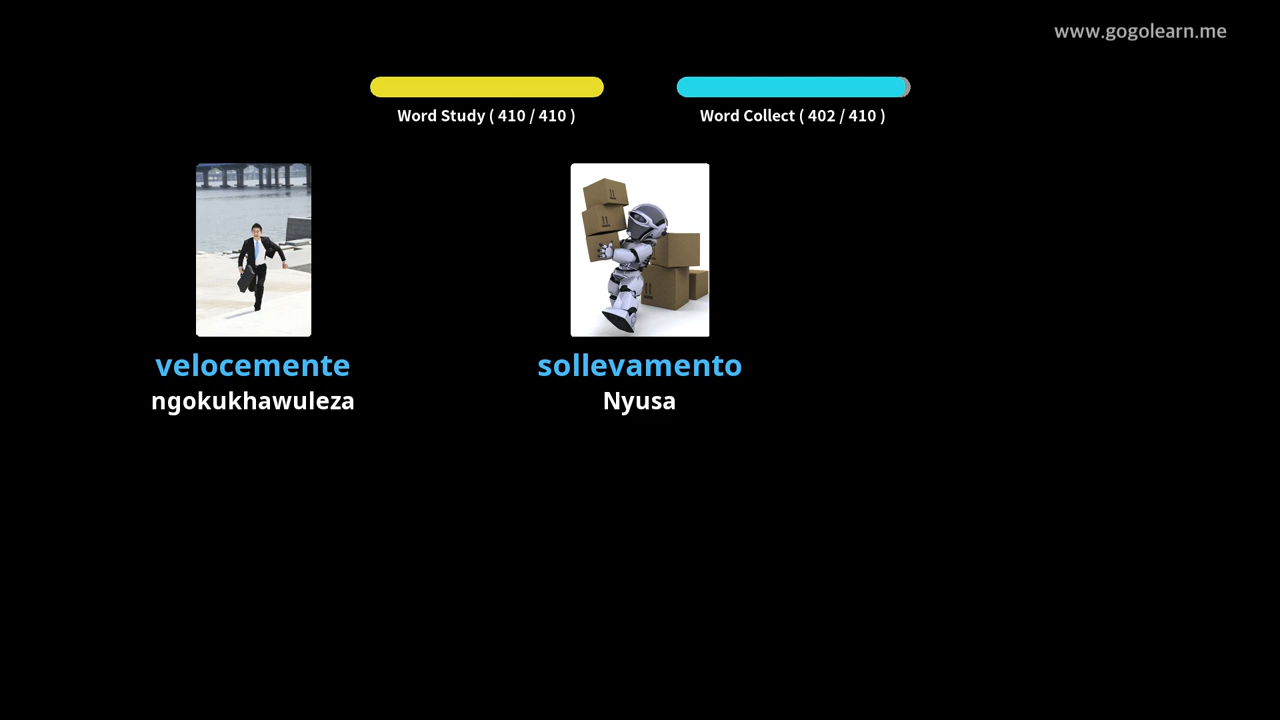 www.gogolearn.me
Word Study ( 410 / 410 )
Word Collect ( 402 / 410 )
velocemente
ngokukhawuleza
sollevamento
Nyusa